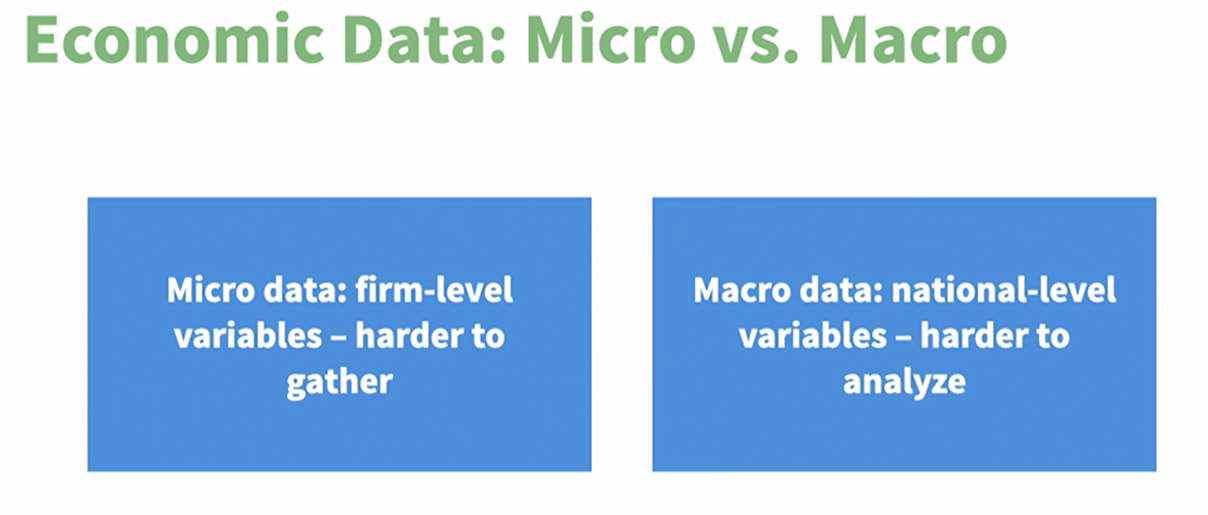 Economic Data: Micro vs. Macro
Micro data: firm-level
variables – harder to
gather
Macro data: national-level
variables – harder to
analyze